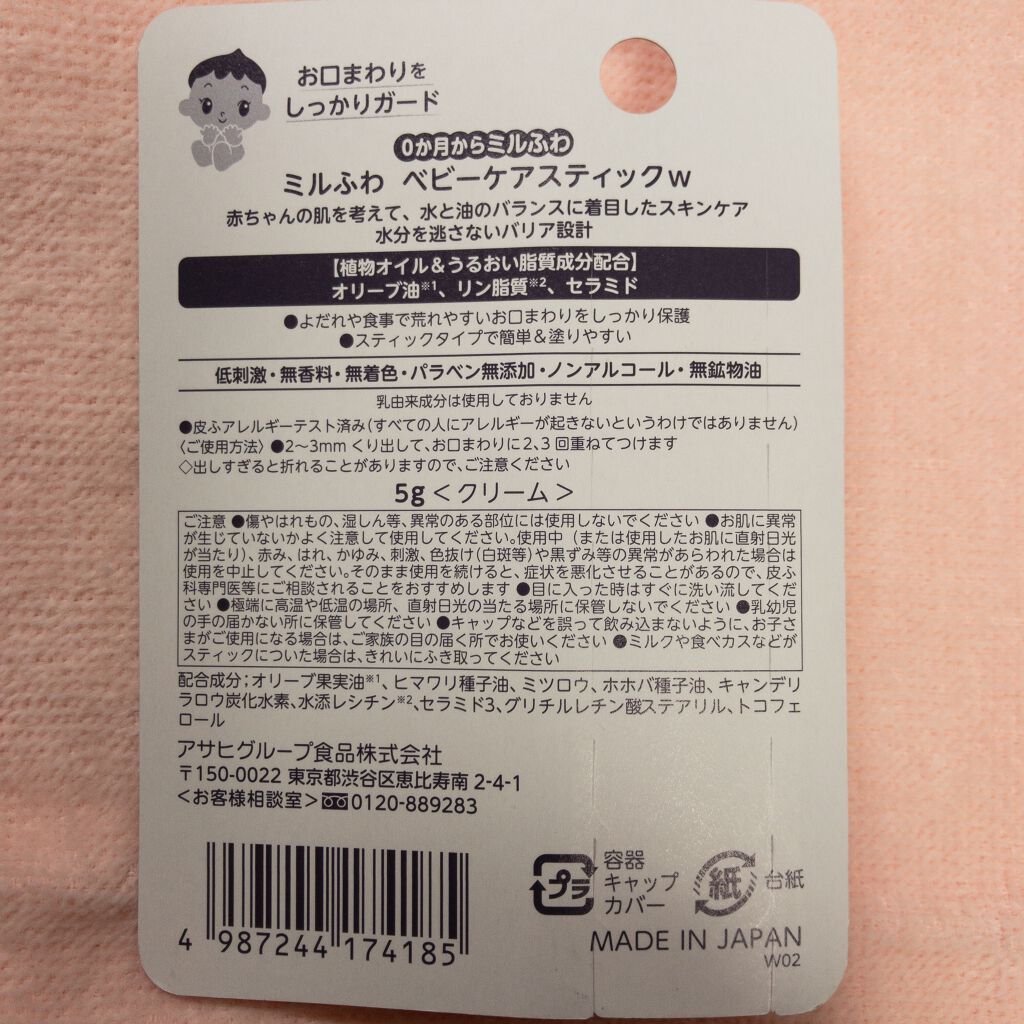 お口まわりを
しっかりガード
0か月からミルふわ
ミルふわ ベビーケアスティックw
赤ちゃんの肌を考えて、水と油のバランスに着目したスキンケア
水分を逃さないバリア設計
【植物オイル＆うるおい脂質成分配合】
オリーブ油※1、リン脂質※2、セラミド
●よだれや食事で荒れやすいお口まわりをしっかり保護
●スティックタイプで簡単＆塗りやすい
低刺激・無香料・無着色・パラベン無添加・ノンアルコール・無鉱物油
乳由来成分は使用しておりません
●皮ふアレルギーテスト済み(すべての人にアレルギーが起きないというわけではありません)
〈ご使用方法〉●2～3mmくり出して、お口まわりに2、3回重ねてつけます
◇出しすぎると折れることがありますので、ご注意ください
5g＜クリーム＞
ご注意 ●傷やはれもの、湿しん等、異常のある部位には使用しないでください ●お肌に異常
が生じていないかよく注意して使用してください。使用中（または使用したお肌に直射日光
が当たり）、赤み、はれ、かゆみ、刺激、色抜け(白斑等)や黒ずみ等の異常があらわれた場合は
使用を中止してください。そのまま使用を続けると、症状を悪化させることがあるので、皮ふ
科専門医等にご相談されることをおすすめします ●目に入った時はすぐに洗い流してくだ
さい ●極端に高温や低温の場所、直射日光の当たる場所に保管しないでください ●乳幼児
の手の届かない所に保管してください ●キャップなどを誤って飲み込まないように、お子さ
まがご使用になる場合は、ご家族の目の届く所でお使いください ●ミルクや食べカスなどが
スティックについた場合は、きれいにふき取ってください
配合成分；オリーブ果実油※1、ヒマワリ種子油、ミツロウ、ホホバ種子油、キャンデリ
ラロウ炭化水素、水添レシチン※2、セラミド3、グリチルレチン酸ステアリル、トコフェ
ロール
アサヒグループ食品株式会社
〒150-0022 東京都渋谷区恵比寿南 2-4-1
＜お客様相談室＞0120-889283
プラ
容器
キャップ
カバー
紙
台紙
4 987244 174185
MADE IN JAPAN
W02